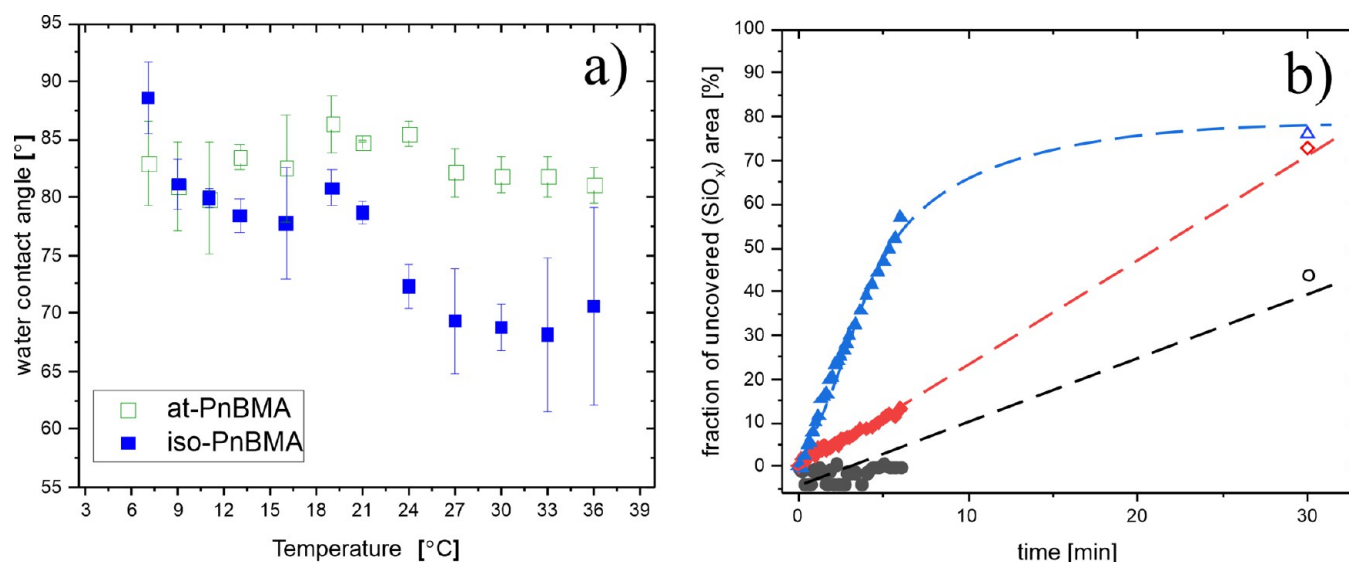 a)
water contact angle [°]
95
90
85
80
75
70
65
60
55
at-PnBMA
iso-PnBMA
3 6 9 12 15 18 21 24 27 30 33 36 39
Temperature [°C]
b)
fraction of uncovered (SiOₓ) area [%]
100
90
80
70
60
50
40
30
20
10
0
0 10 20 30
time [min]